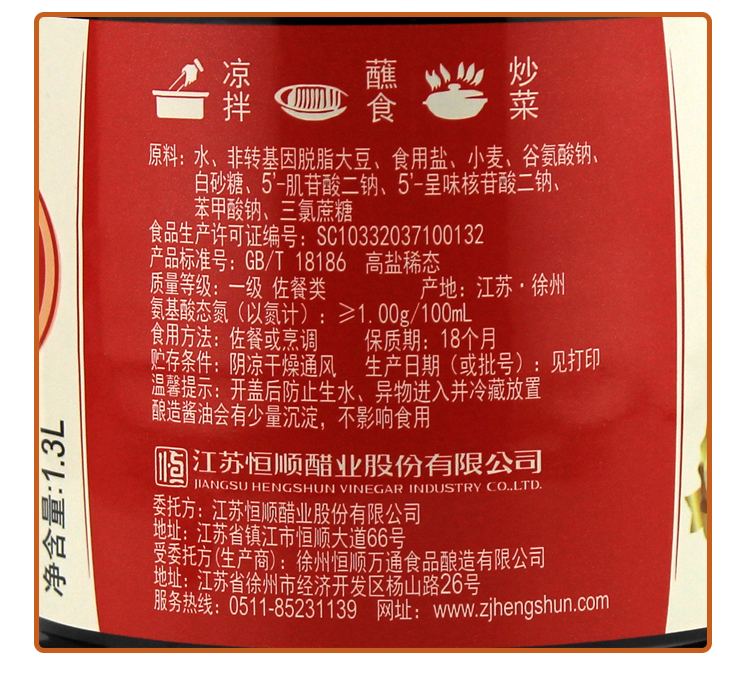 凉拌
蘸食
炒菜
原料：水、非转基因脱脂大豆、食用盐、小麦、谷氨酸钠、
白砂糖、5′-肌苷酸二钠、5′-呈味核苷酸二钠、
苯甲酸钠、三氯蔗糖
食品生产许可证编号：SC10332037100132
产品标准号：GB/T 18186 高盐稀态
质量等级：一级 佐餐类 产地：江苏·徐州
氨基酸态氮（以氮计）：≥1.00g/100mL
食用方法：佐餐或烹调 保质期：18个月
贮存条件：阴凉干燥通风 生产日期（或批号）：见打印
温馨提示：开盖后防止生水、异物进入并冷藏放置
酿造酱油会有少量沉淀，不影响食用
江苏恒顺醋业股份有限公司
JIANGSU HENGSHUN VINEGAR INDUSTRY CO.,LTD.
委托方：江苏恒顺醋业股份有限公司
地址：江苏省镇江市恒顺大道66号
受委托方(生产商)：徐州恒顺万通食品酿造有限公司
地址：江苏省徐州市经济开发区杨山路26号
服务热线：0511-85231139 网址：www.zjhengshun.com
净含量:1.3L